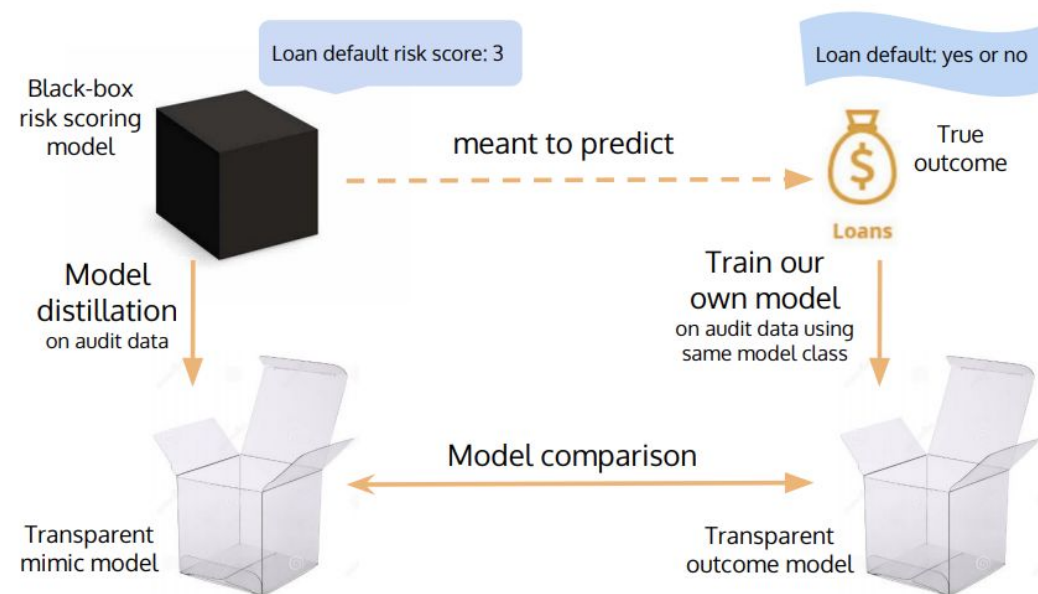 Loan default risk score: 3
Loan default: yes or no
Black-box
risk scoring
model
meant to predict
True
outcome
Loans
Model
distillation
on audit data
Train our
own model
on audit data using
same model class
Model comparison
Transparent
mimic model
Transparent
outcome model